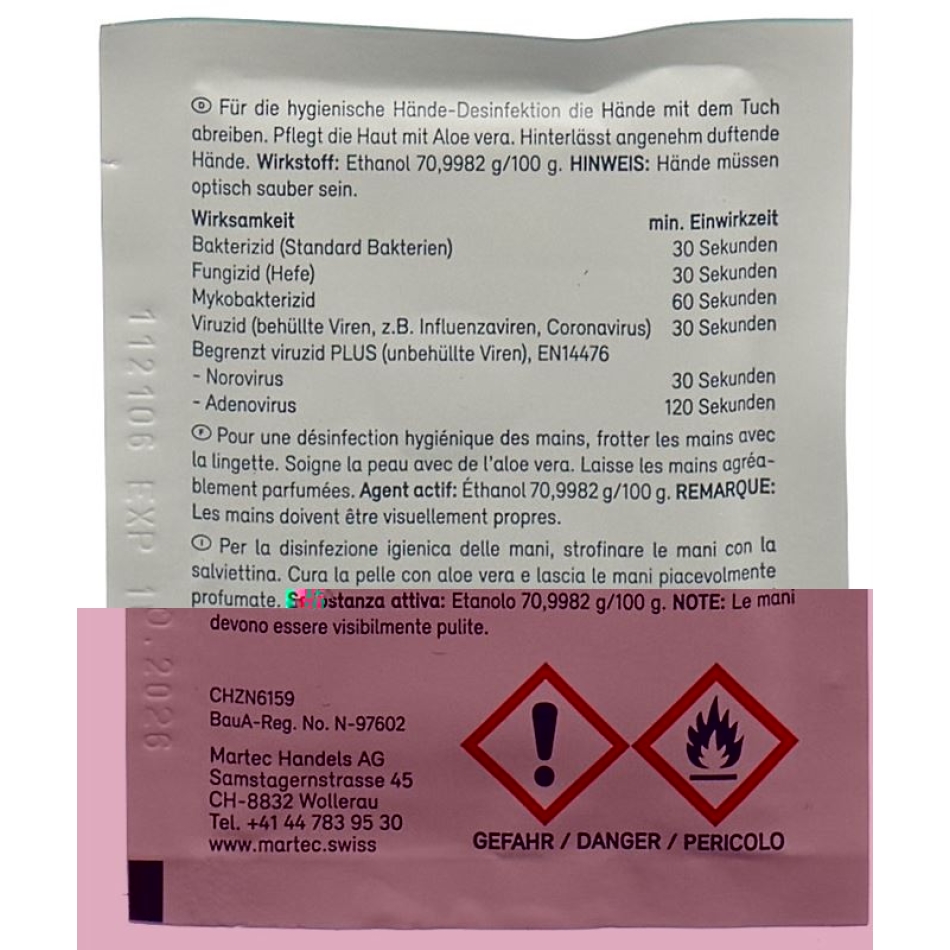 D Für die hygienische Hände-Desinfektion die Hände mit dem Tuch
abreiben. Pflegt die Haut mit Aloe vera. Hinterlässt angenehm duftende
Hände. Wirkstoff: Ethanol 70,9982 g/100 g. HINWEIS: Hände müssen
optisch sauber sein.
Wirksamkeit min. Einwirkzeit
Bakterizid (Standard Bakterien) 30 Sekunden
Fungizid (Hefe) 30 Sekunden
Mykobakterizid 60 Sekunden
Viruzid (behüllte Viren, z.B. Influenzaviren, Coronavirus) 30 Sekunden
Begrenzt viruzid PLUS (unbehüllte Viren), EN14476
- Norovirus 30 Sekunden
- Adenovirus 120 Sekunden
F Pour une désinfection hygiénique des mains, frotter les mains avec
la lingette. Soigne la peau avec de l'aloe vera. Laisse les mains agréa-
blement parfumées. Agent actif: Éthanol 70,9982 g/100 g. REMARQUE:
Les mains doivent être visuellement propres.
I Per la disinfezione igienica delle mani, strofinare le mani con la
salviettina. Cura la pelle con aloe vera e lascia le mani piacevolmente
profumate. Sostanza attiva: Etanolo 70,9982 g/100 g. NOTE: Le mani
devono essere visibilmente pulite.
CHZN6159
BauA-Reg. No. N-97602
Martec Handels AG
Samstagernstrasse 45
CH-8832 Wollerau
Tel. +41 44 783 95 30
www.martec.swiss
GEFAHR / DANGER / PERICOLO
112106 EXP 10.2026